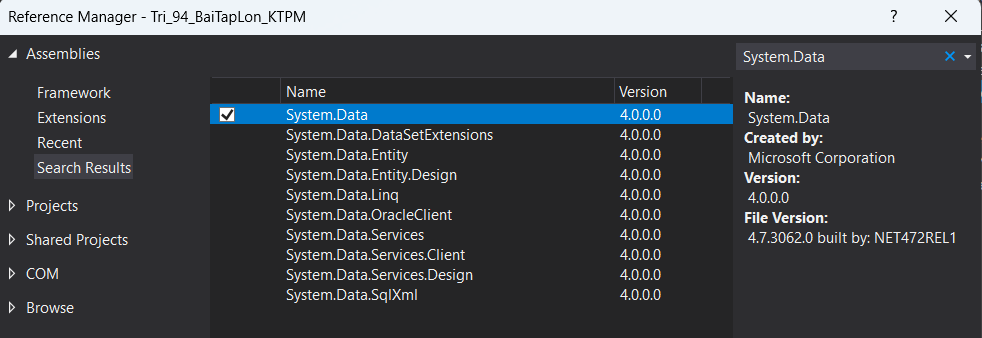 Reference Manager - Tri_94_BaiTapLon_KTPM
?
Assemblies
Framework
Extensions
Recent
Search Results
Projects
Shared Projects
COM
Browse
Name Version
System.Data 4.0.0.0
System.Data.DataSetExtensions 4.0.0.0
System.Data.Entity 4.0.0.0
System.Data.Entity.Design 4.0.0.0
System.Data.Linq 4.0.0.0
System.Data.OracleClient 4.0.0.0
System.Data.Services 4.0.0.0
System.Data.Services.Client 4.0.0.0
System.Data.Services.Design 4.0.0.0
System.Data.SqlXml 4.0.0.0
System.Data
Name:
System.Data
Created by:
Microsoft Corporation
Version:
4.0.0.0
File Version:
4.7.3062.0 built by: NET472REL1